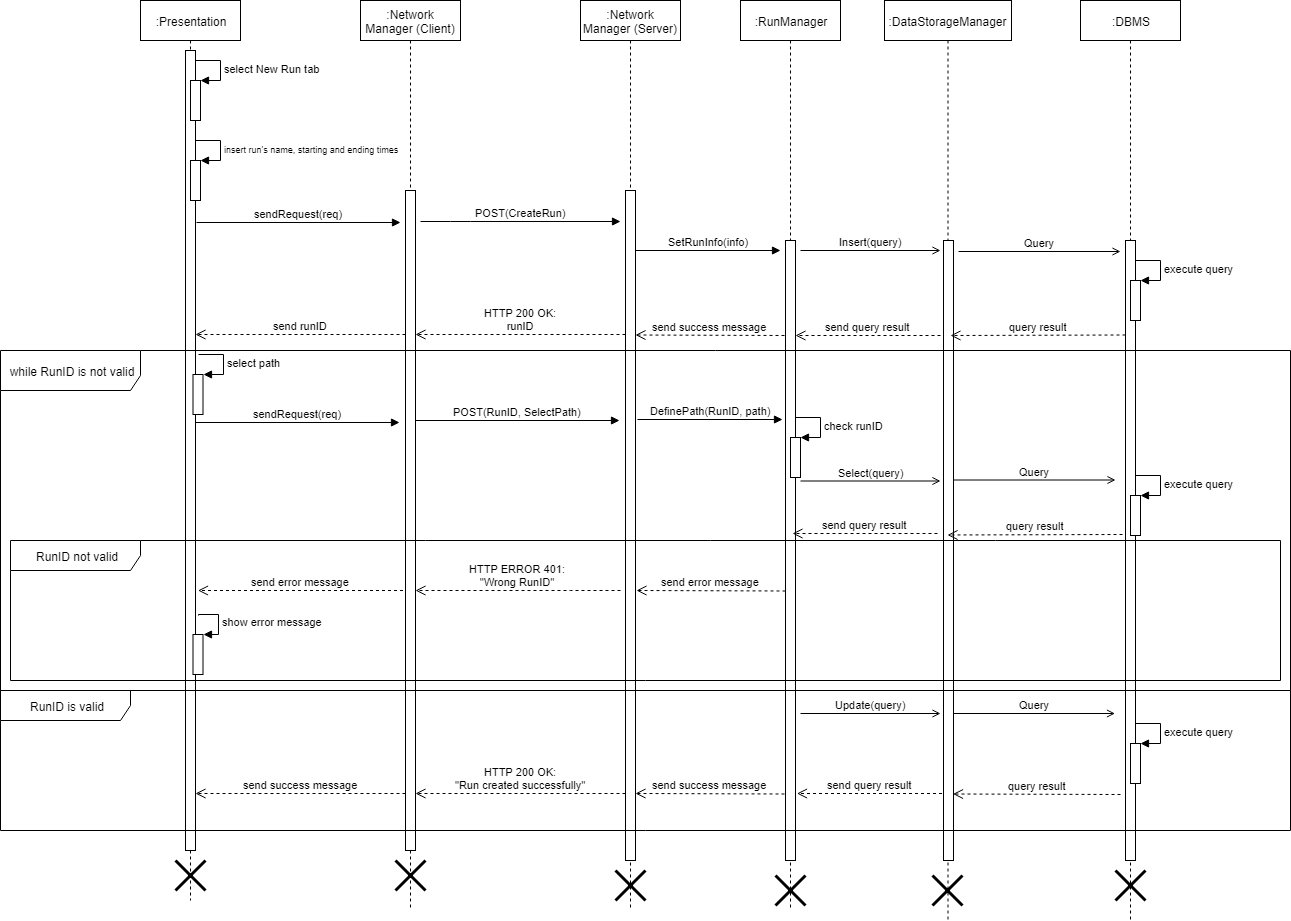 :Presentation
:Network
Manager (Client)
:Network
Manager (Server)
:RunManager
:DataStorageManager
:DBMS
select New Run tab
insert run's name, starting and ending times
sendRequest(req)
POST(CreateRun)
SetRunInfo(info)
Insert(query)
Query
execute query
HTTP 200 OK:
runID
send runID
send success message
send query result
query result
while RunID is not valid
select path
sendRequest(req)
POST(RunID, SelectPath)
DefinePath(RunID, path)
check runID
Select(query)
Query
execute query
send query result
query result
RunID not valid
HTTP ERROR 401:
"Wrong RunID"
send error message
send error message
show error message
RunID is valid
Update(query)
Query
execute query
HTTP 200 OK:
"Run created successfully"
send success message
send success message
send query result
query result